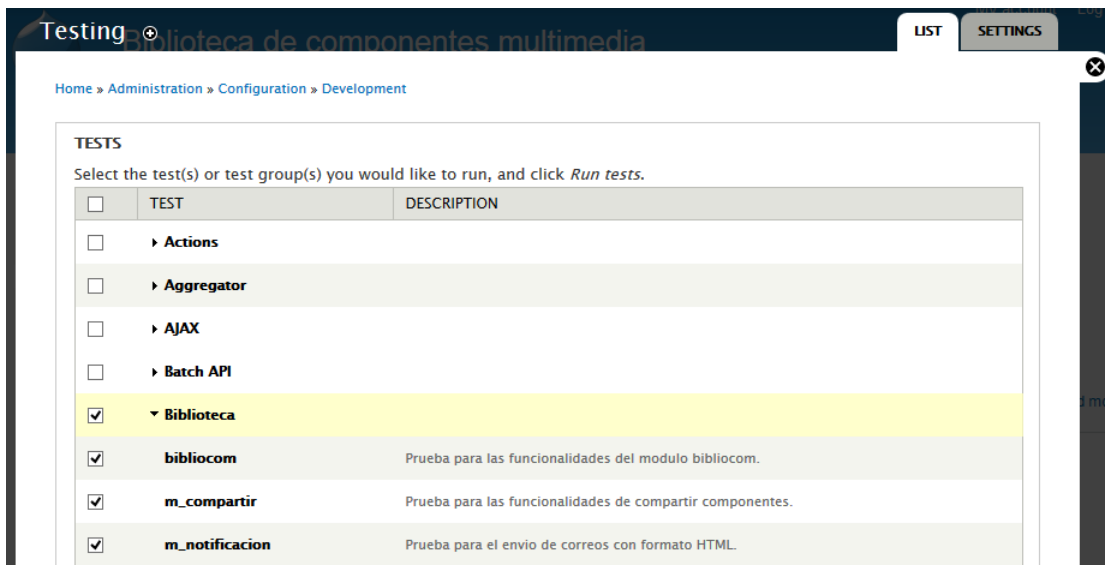 Testing
Biblioteca de componentes multimedia
My account Log
LIST SETTINGS
Home » Administration » Configuration » Development
TESTS
Select the test(s) or test group(s) you would like to run, and click Run tests.
TEST DESCRIPTION
Actions
Aggregator
AJAX
Batch API
Biblioteca
bibliocom Prueba para las funcionalidades del modulo bibliocom.
m_compartir Prueba para las funcionalidades de compartir componentes.
m_notificacion Prueba para el envio de correos con formato HTML.